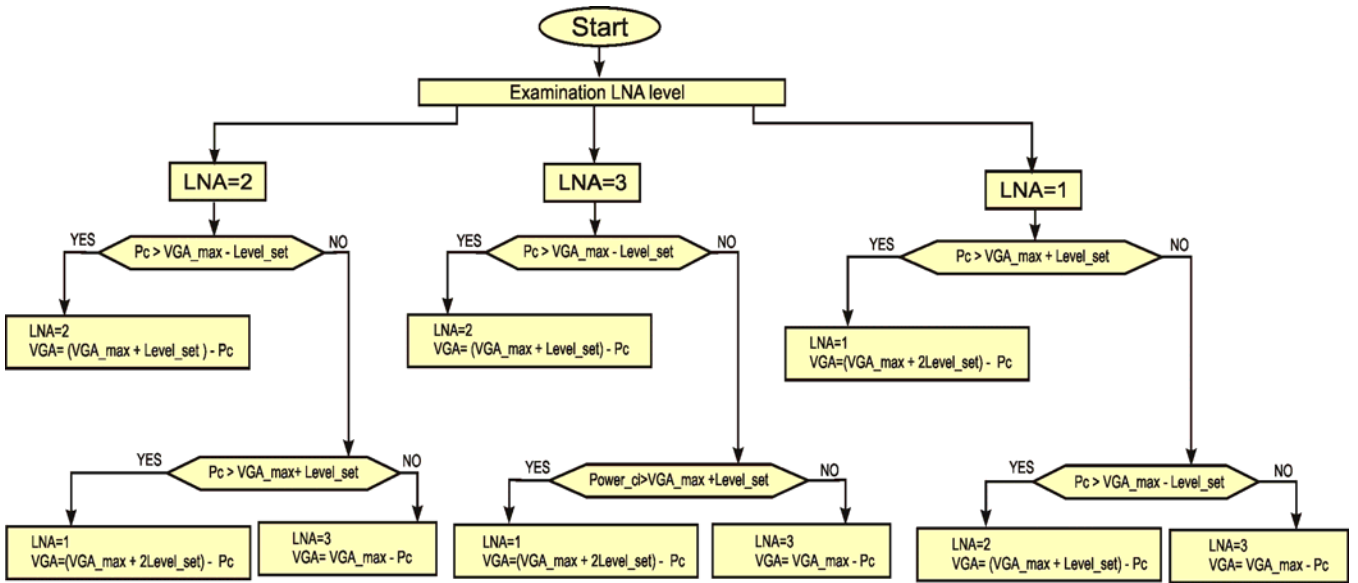 Start
Examination LNA level
LNA=2
LNA=3
LNA=1
YES
Pc > VGA_max - Level_set
NO
YES
Pc > VGA_max - Level_set
NO
YES
Pc > VGA_max + Level_set
NO
LNA=2
VGA= (VGA_max + Level_set ) - Pc
LNA=2
VGA= (VGA_max + Level_set) - Pc
LNA=1
VGA=(VGA_max + 2Level_set) - Pc
YES
Pc > VGA_max+ Level_set
NO
YES
Power_cl>VGA_max +Level_set
NO
YES
Pc > VGA_max - Level_set
NO
LNA=1
VGA=(VGA_max + 2Level_set) - Pc
LNA=3
VGA= VGA_max - Pc
LNA=1
VGA=(VGA_max + 2Level_set) - Pc
LNA=3
VGA= VGA_max - Pc
LNA=2
VGA= (VGA_max + Level_set) - Pc
LNA=3
VGA= VGA_max - Pc